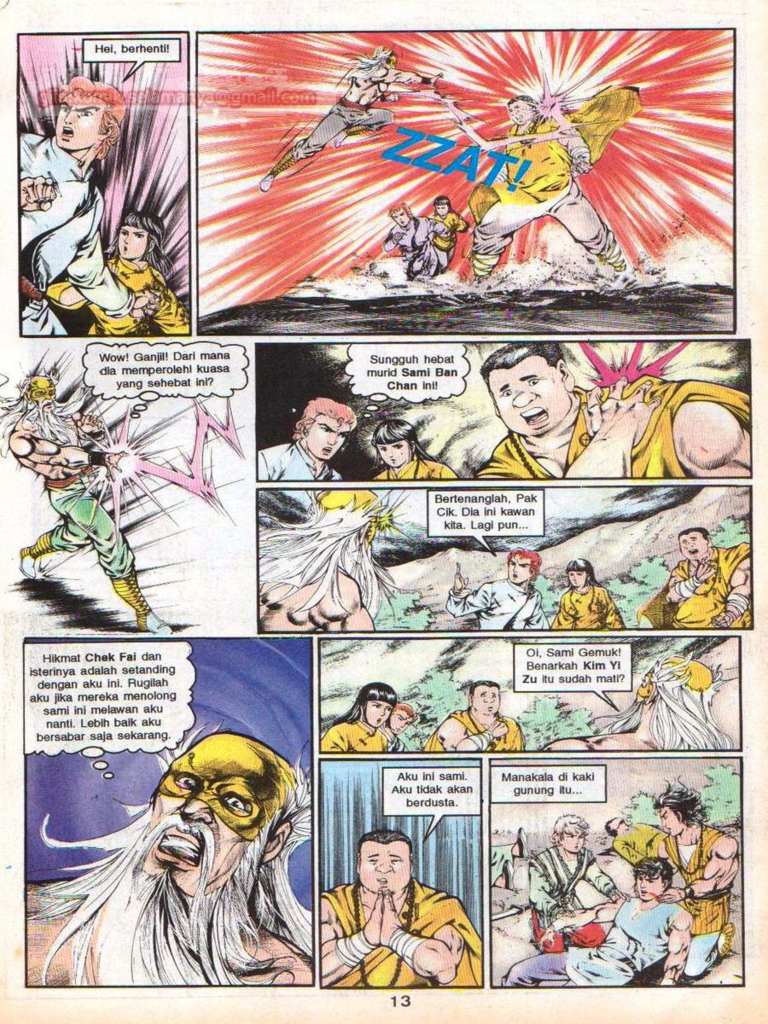 Hei, berhenti!
ZZAT!
Wow! Ganjil! Dari mana
dia memperolehi kuasa
yang sehebat ini?
Sungguh hebat
murid Sami Ban
Chan ini!
Bertenanglah, Pak
Cik. Dia ini kawan
kita. Lagi pun...
Hikmat Chek Fai dan
isterinya adalah setanding
dengan aku ini. Rugilah
aku jika mereka menolong
sami ini melawan aku
nanti. Lebih baik aku
bersabar saja sekarang.
Oi, Sami Gemuk!
Benarkah Kim Yi
Zu itu sudah mati?
Aku ini sami.
Aku tidak akan
berdusta.
Manakala di kaki
gunung itu...
13